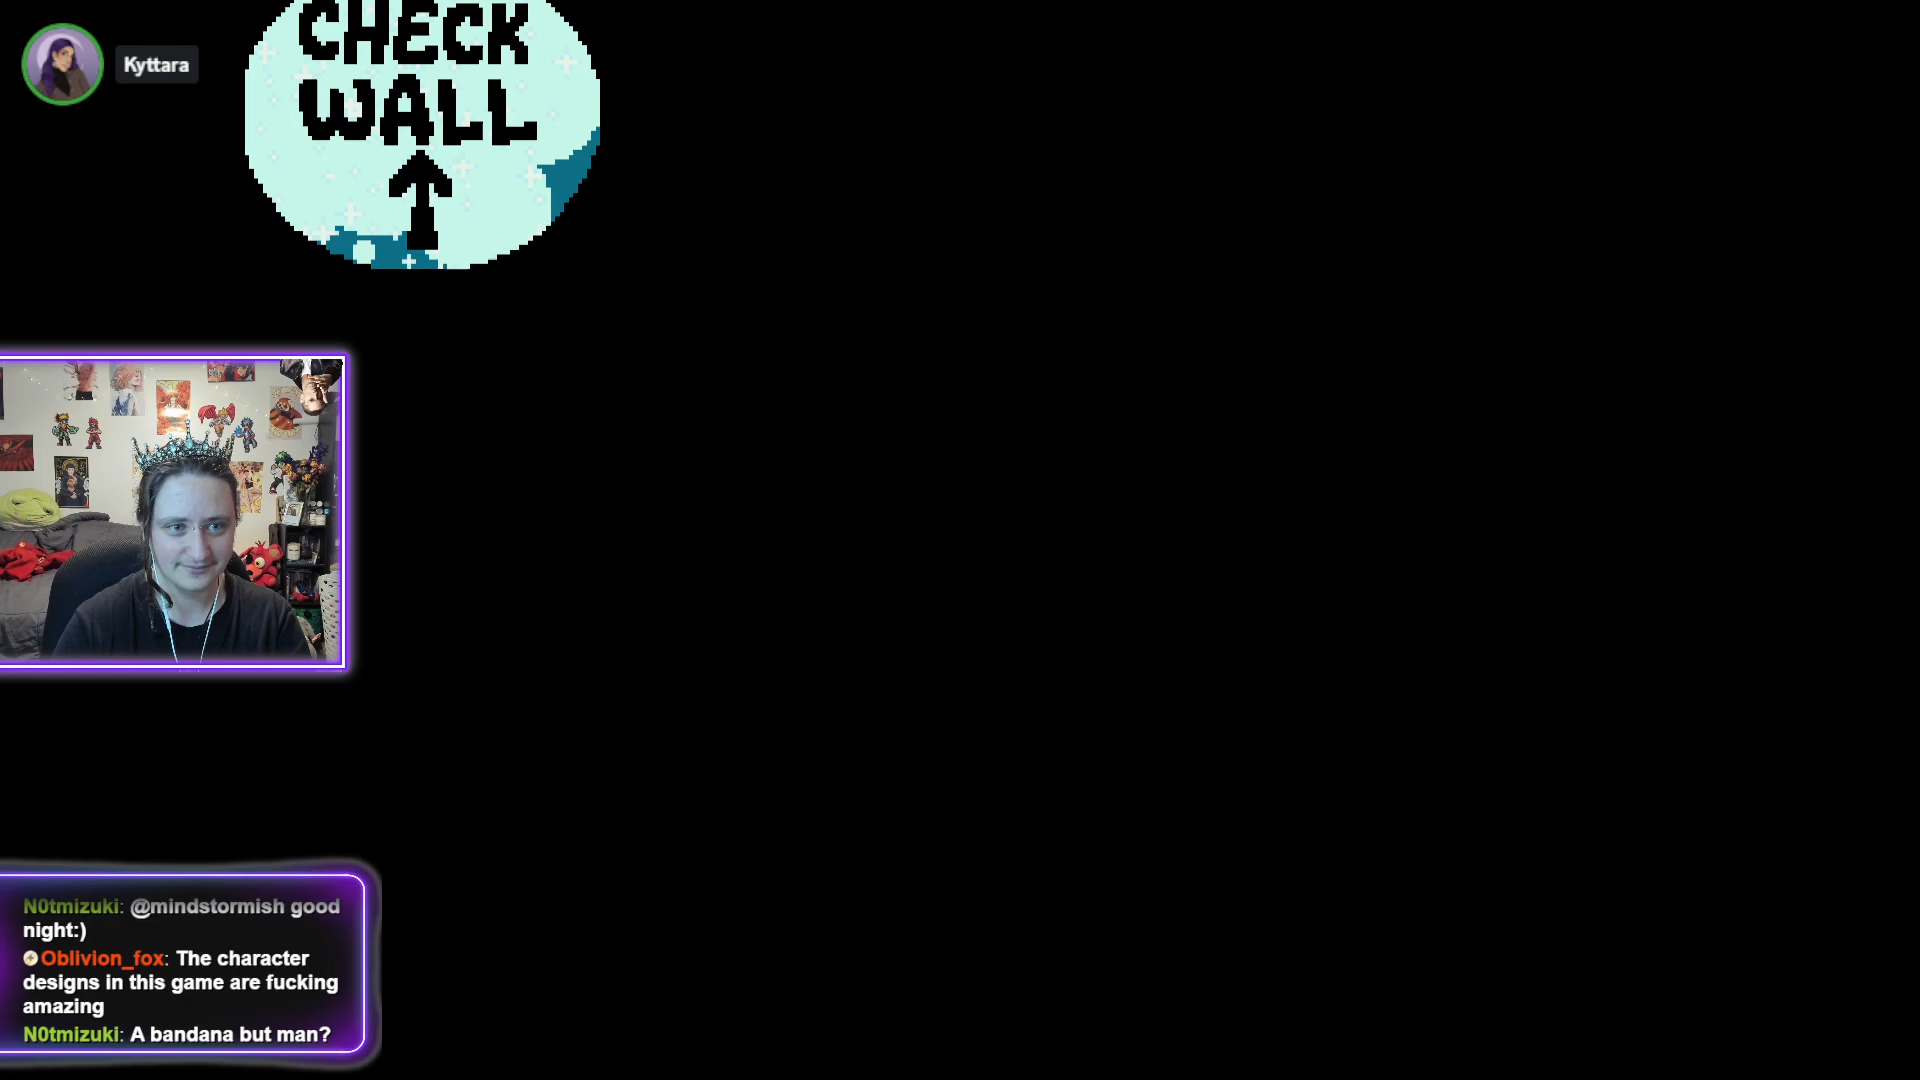 CHECK
WALL
Kyttara
N0tmizuki: @mindstormish good
night:)
Oblivion_fox: The character
designs in this game are fucking
amazing
N0tmizuki: A bandana but man?